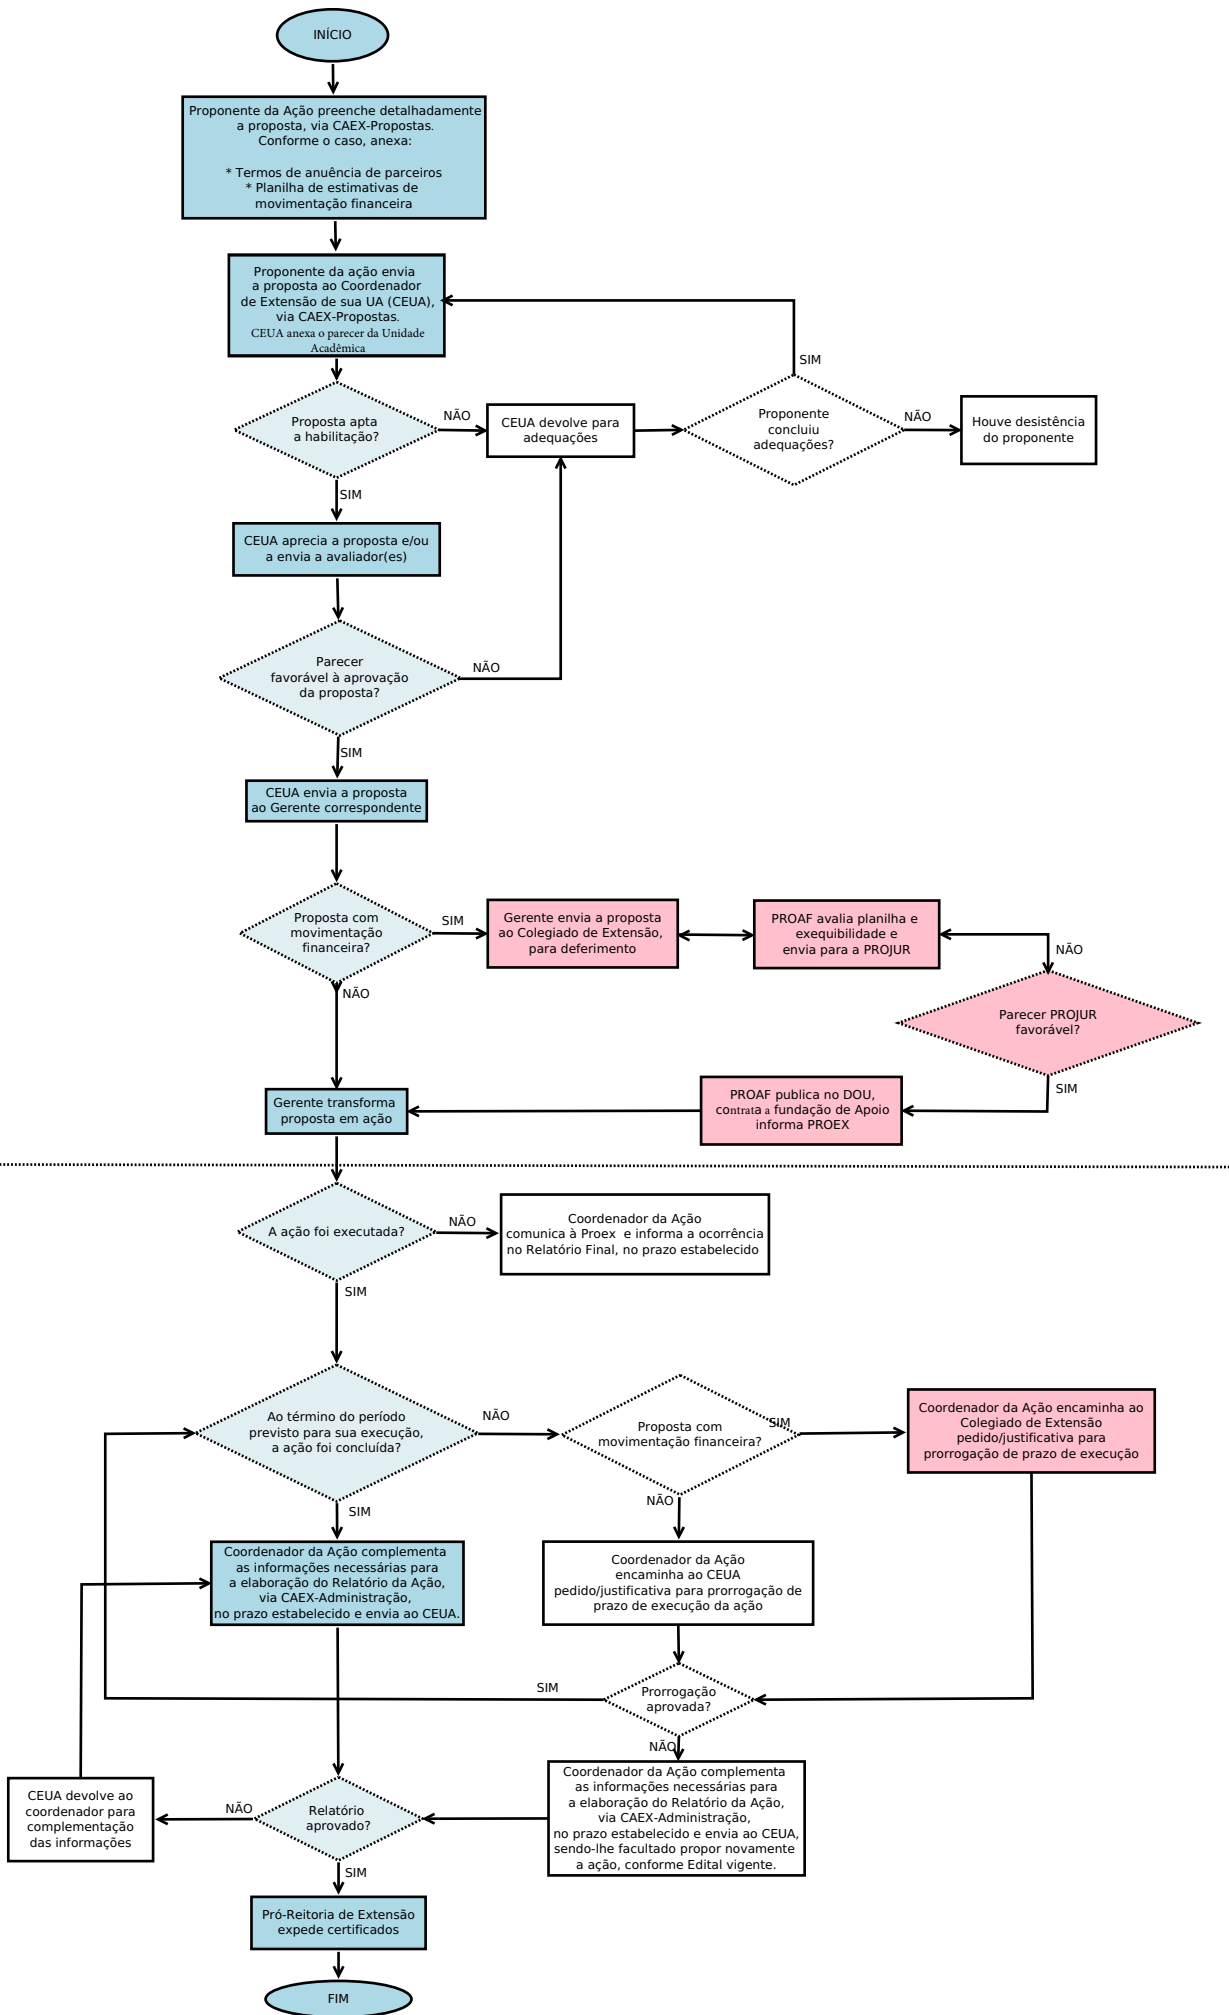 INÍCIO
Proponente da Ação preenche detalhadamente
a proposta, via CAEX-Propostas.
Conforme o caso, anexa:
* Termos de anuência de parceiros
* Planilha de estimativas de
movimentação financeira
Proponente da ação envia
a proposta ao Coordenador
de Extensão de sua UA (CEUA),
via CAEX-Propostas.
CEUA anexa o parecer da Unidade
Acadêmica
SIM
Proposta apta
a habilitação?
NÃO
CEUA devolve para
adequações
Proponente
concluiu
adequações?
NÃO
Houve desistência
do proponente
SIM
CEUA aprecia a proposta e/ou
a envia a avaliador(es)
Parecer
favorável à aprovação
da proposta?
NÃO
SIM
CEUA envia a proposta
ao Gerente correspondente
Proposta com
movimentação
financeira?
SIM
Gerente envia a proposta
ao Colegiado de Extensão,
para deferimento
PROAF avalia planilha e
exequibilidade e
envia para a PROJUR
NÃO
NÃO
Parecer PROJUR
favorável?
SIM
Gerente transforma
proposta em ação
PROAF publica no DOU,
contrata a fundação de Apoio
informa PROEX
A ação foi executada?
NÃO
Coordenador da Ação
comunica à Proex  e informa a ocorrência
no Relatório Final, no prazo estabelecido
SIM
Ao término do período
previsto para sua execução,
a ação foi concluída?
NÃO
Proposta com
movimentação financeira?
SIM
Coordenador da Ação encaminha ao
Colegiado de Extensão
pedido/justificativa para
prorrogação de prazo de execução
SIM
NÃO
Coordenador da Ação complementa
as informações necessárias para
a elaboração do Relatório da Ação,
via CAEX-Administração,
no prazo estabelecido e envia ao CEUA.
Coordenador da Ação
encaminha ao CEUA
pedido/justificativa para prorrogação de
prazo de execução da ação
SIM
Prorrogação
aprovada?
NÃO
CEUA devolve ao
coordenador para
complementação
das informações
NÃO
Relatório
aprovado?
Coordenador da Ação complementa
as informações necessárias para
a elaboração do Relatório da Ação,
via CAEX-Administração,
no prazo estabelecido e envia ao CEUA,
sendo-lhe facultado propor novamente
a ação, conforme Edital vigente.
SIM
Pró-Reitoria de Extensão
expede certificados
FIM